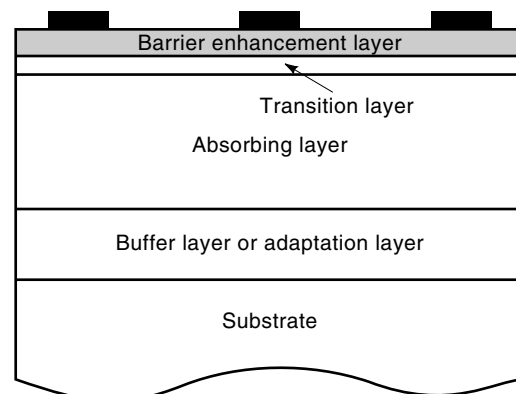 Barrier enhancement layer
Transition layer
Absorbing layer
Buffer layer or adaptation layer
Substrate